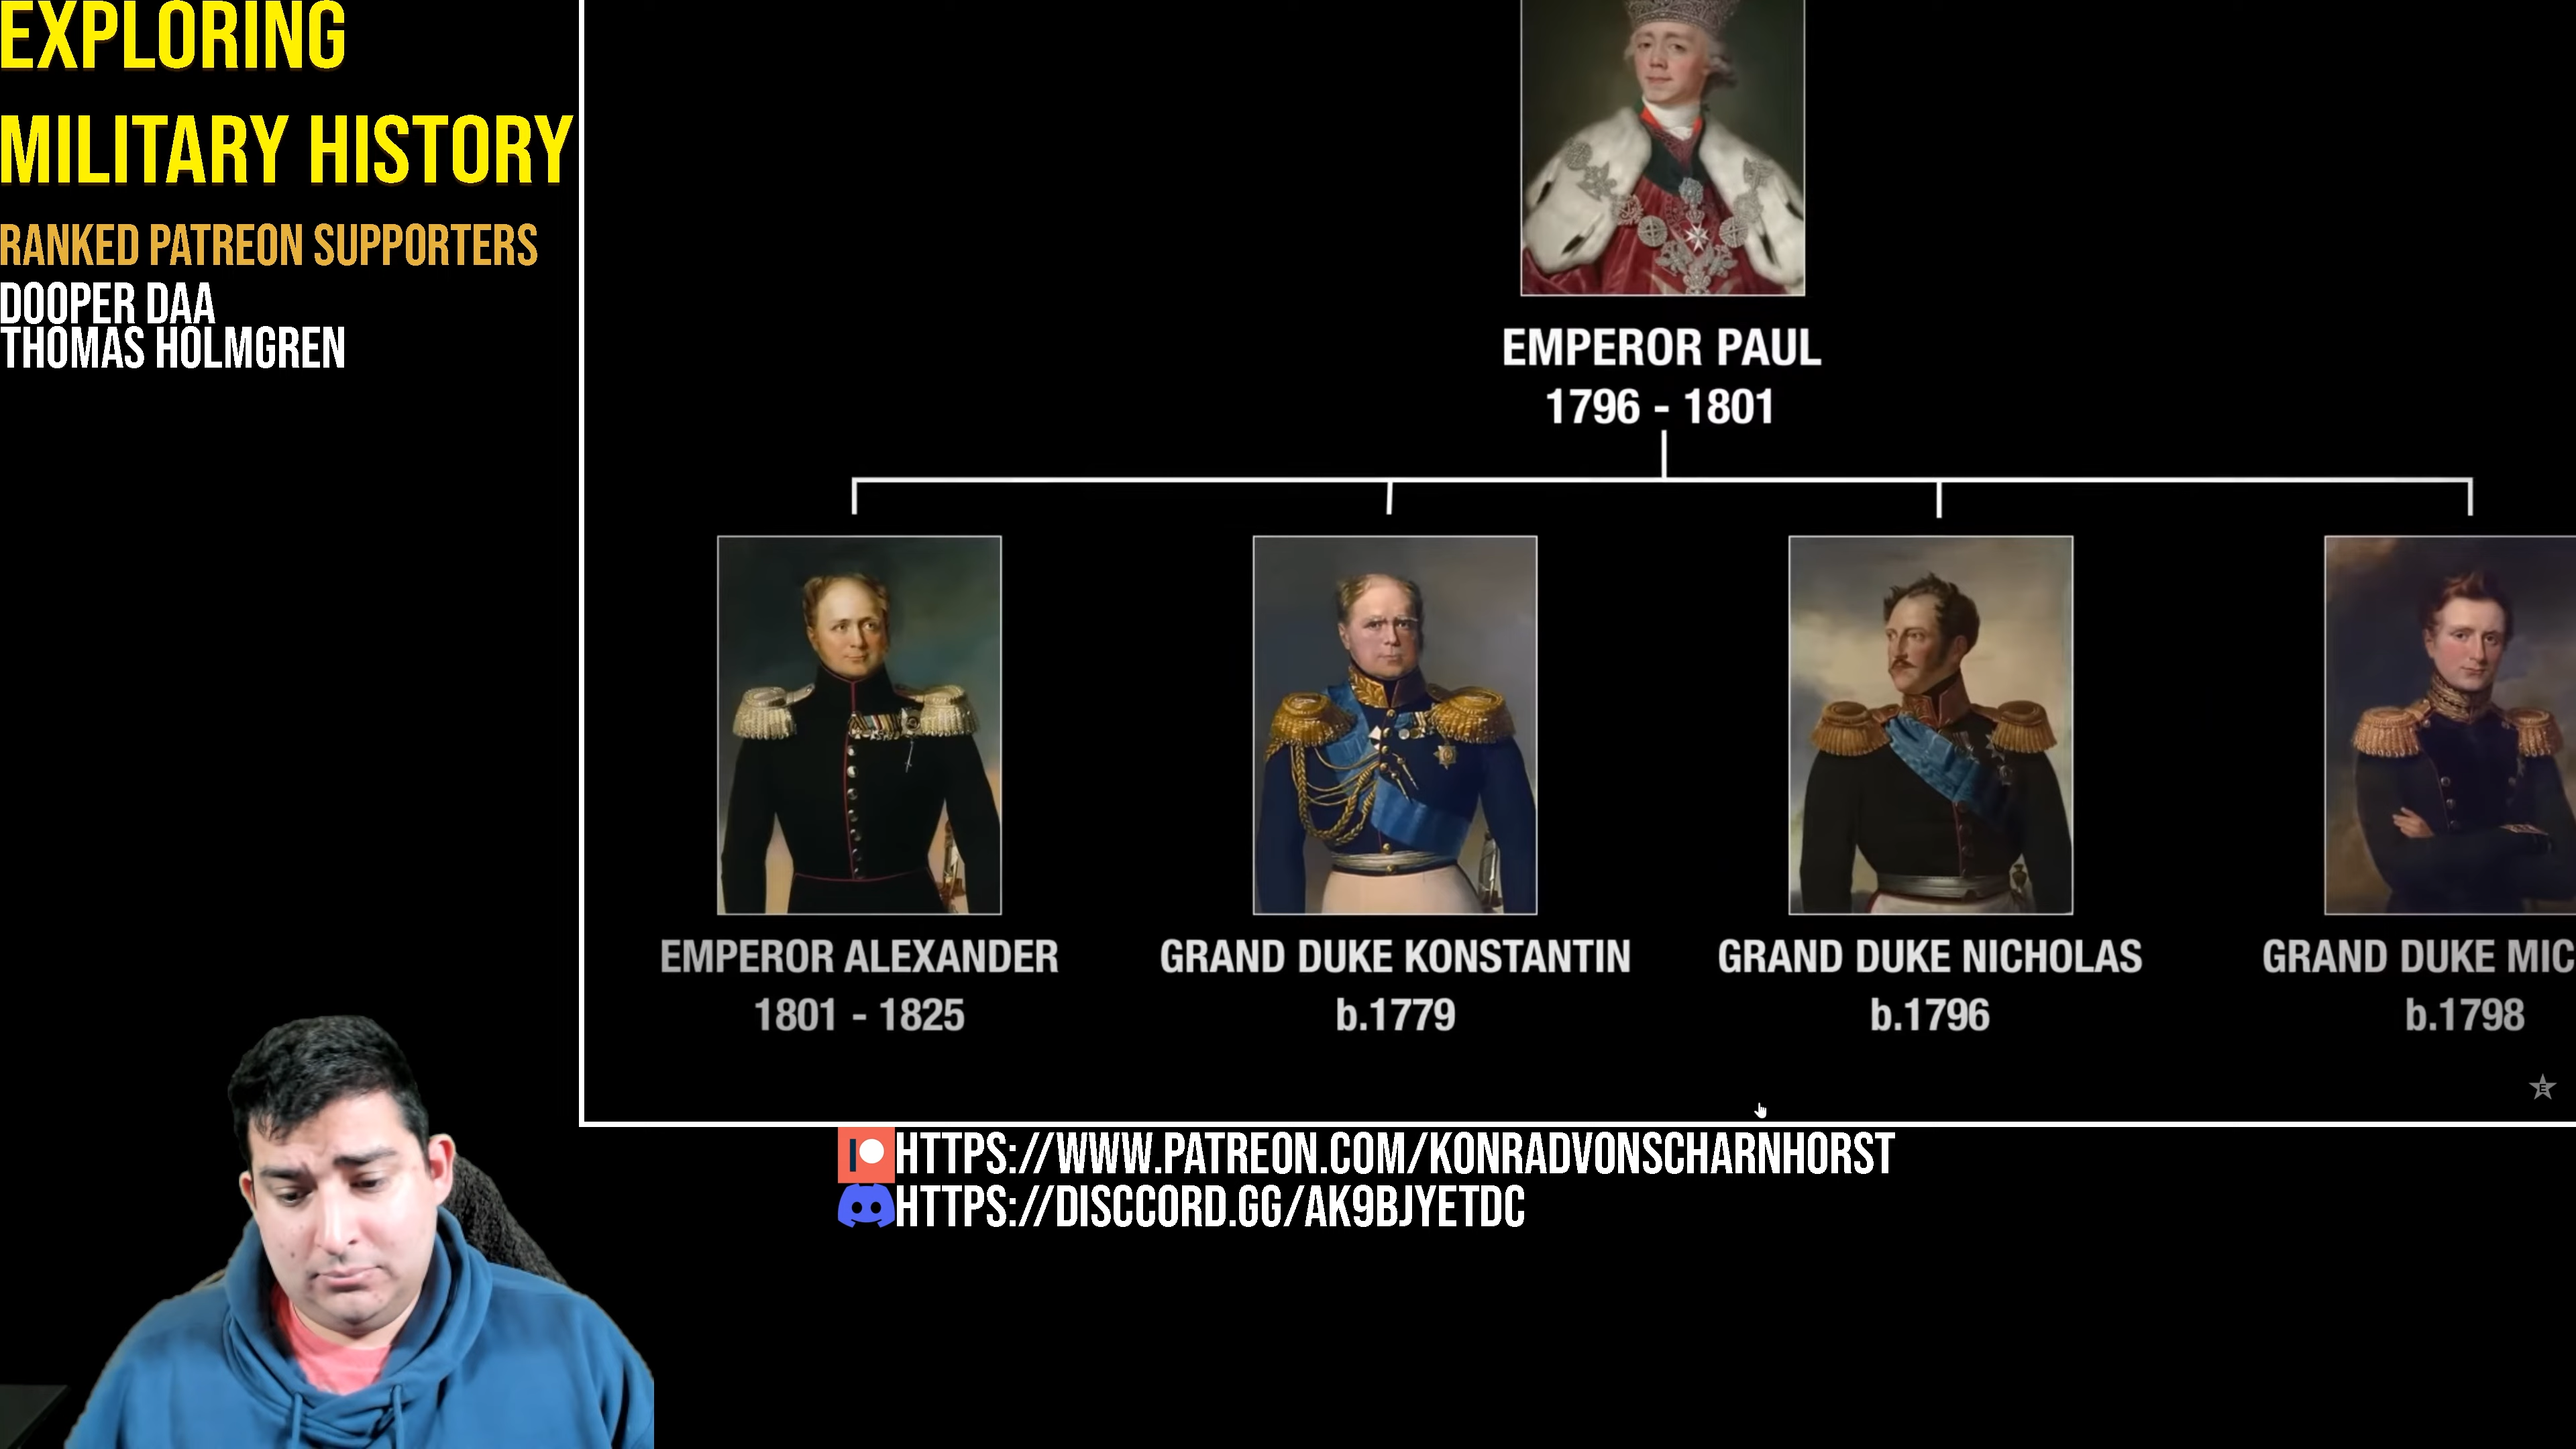 EXPLORING
MILITARY HISTORY
RANKED PATREON SUPPORTERS
DOOPER DAA
THOMAS HOLMGREN
EMPEROR PAUL
1796 - 1801
EMPEROR ALEXANDER
1801 - 1825
GRAND DUKE KONSTANTIN
b.1779
GRAND DUKE NICHOLAS
b.1796
GRAND DUKE MIC
b.1798
E
HTTPS://WWW.PATREON.COM/KONRADVONSCHARNHORST
HTTPS://DISCCORD.GG/AK9BJYETDC